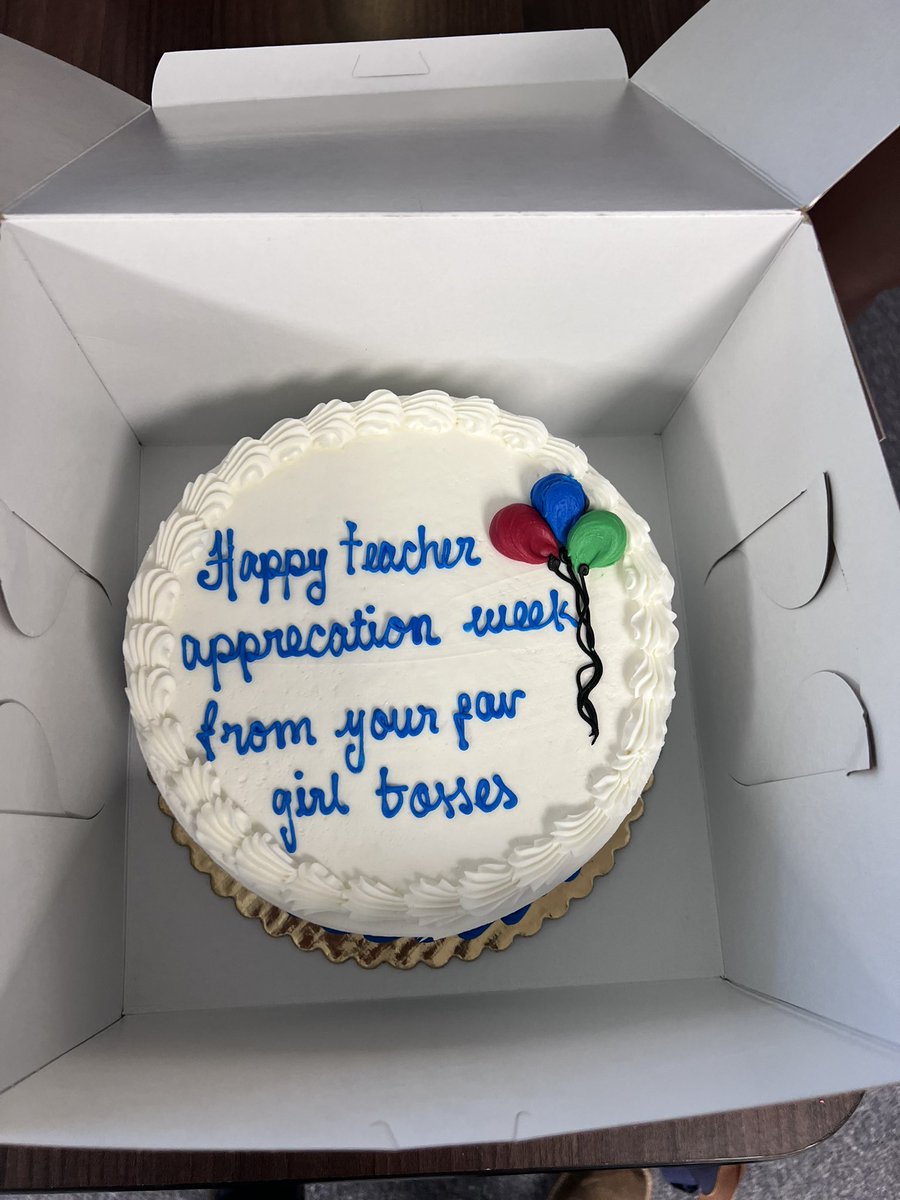 Happy teacher
apprecation week
from your fav
girl bosses